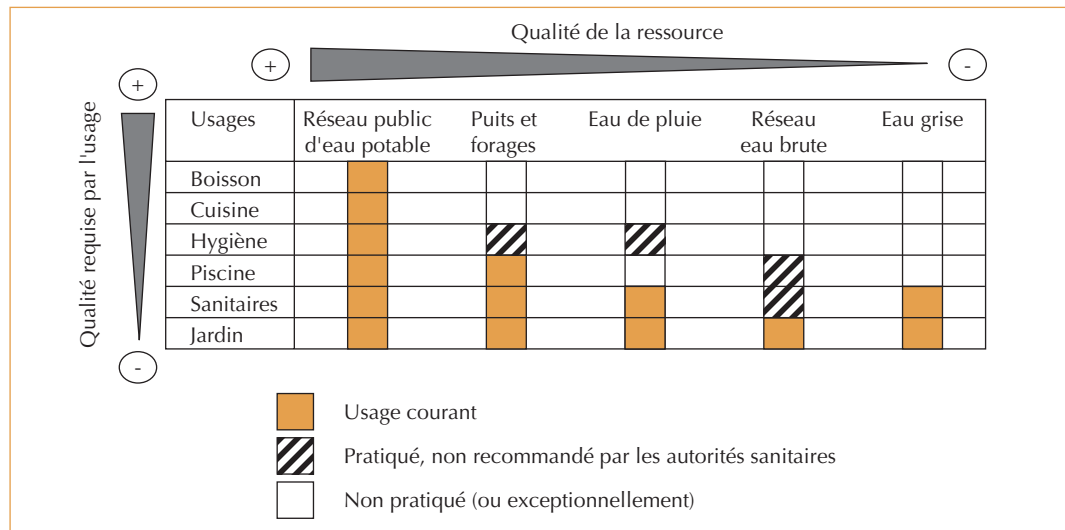 Qualité de la ressource
+
-
+
Qualité requise par l'usage
-
Usages
Réseau public
d'eau potable
Puits et
forages
Eau de pluie
Réseau
eau brute
Eau grise
Boisson
Cuisine
Hygiène
Piscine
Sanitaires
Jardin
Usage courant
Pratiqué, non recommandé par les autorités sanitaires
Non pratiqué (ou exceptionnellement)